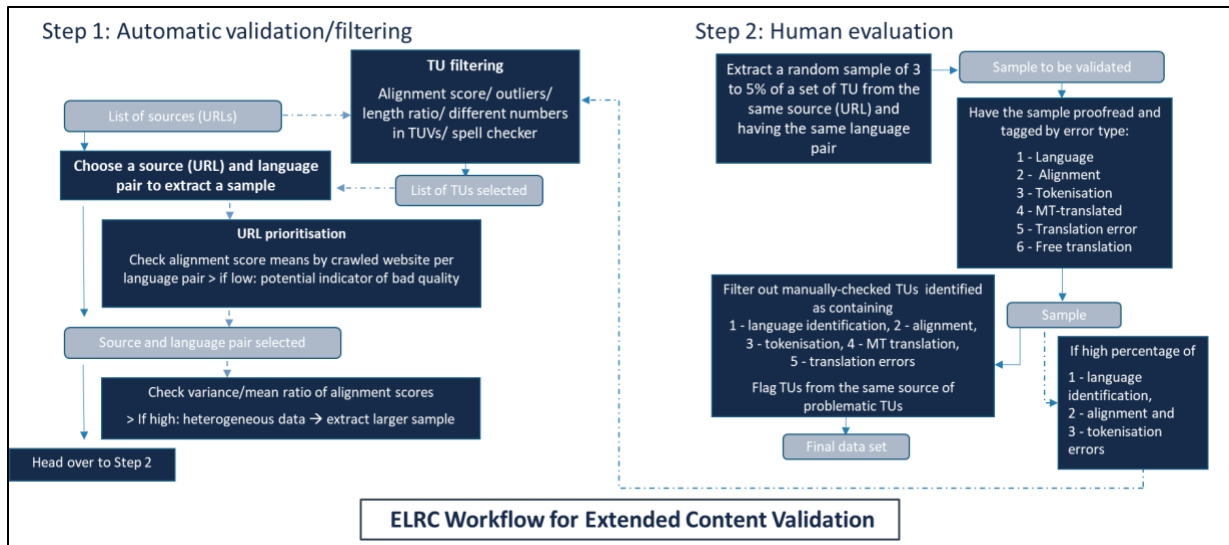 Step 1: Automatic validation/filtering
TU filtering
Alignment score/ outliers/
length ratio/ different numbers
in TUVs/ spell checker
List of sources (URLs)
Choose a source (URL) and language
pair to extract a sample
List of TUs selected
URL prioritisation
Check alignment score means by crawled website per
language pair > if low: potential indicator of bad quality
Source and language pair selected
Check variance/mean ratio of alignment scores
> If high: heterogeneous data → extract larger sample
Head over to Step 2
Step 2: Human evaluation
Extract a random sample of 3
to 5% of a set of TU from the
same source (URL) and
having the same language
pair
Sample to be validated
Have the sample proofread and
tagged by error type:
1 - Language
2 - Alignment
3 - Tokenisation
4 - MT-translated
5 - Translation error
6 - Free translation
Filter out manually-checked TUs identified
as containing
1 - language identification, 2 - alignment,
3 - tokenisation, 4 - MT translation,
5 - translation errors
Flag TUs from the same source of
problematic TUs
Sample
If high percentage of
1 - language
identification,
2 - alignment and
3 - tokenisation
errors
Final data set
ELRC Workflow for Extended Content Validation